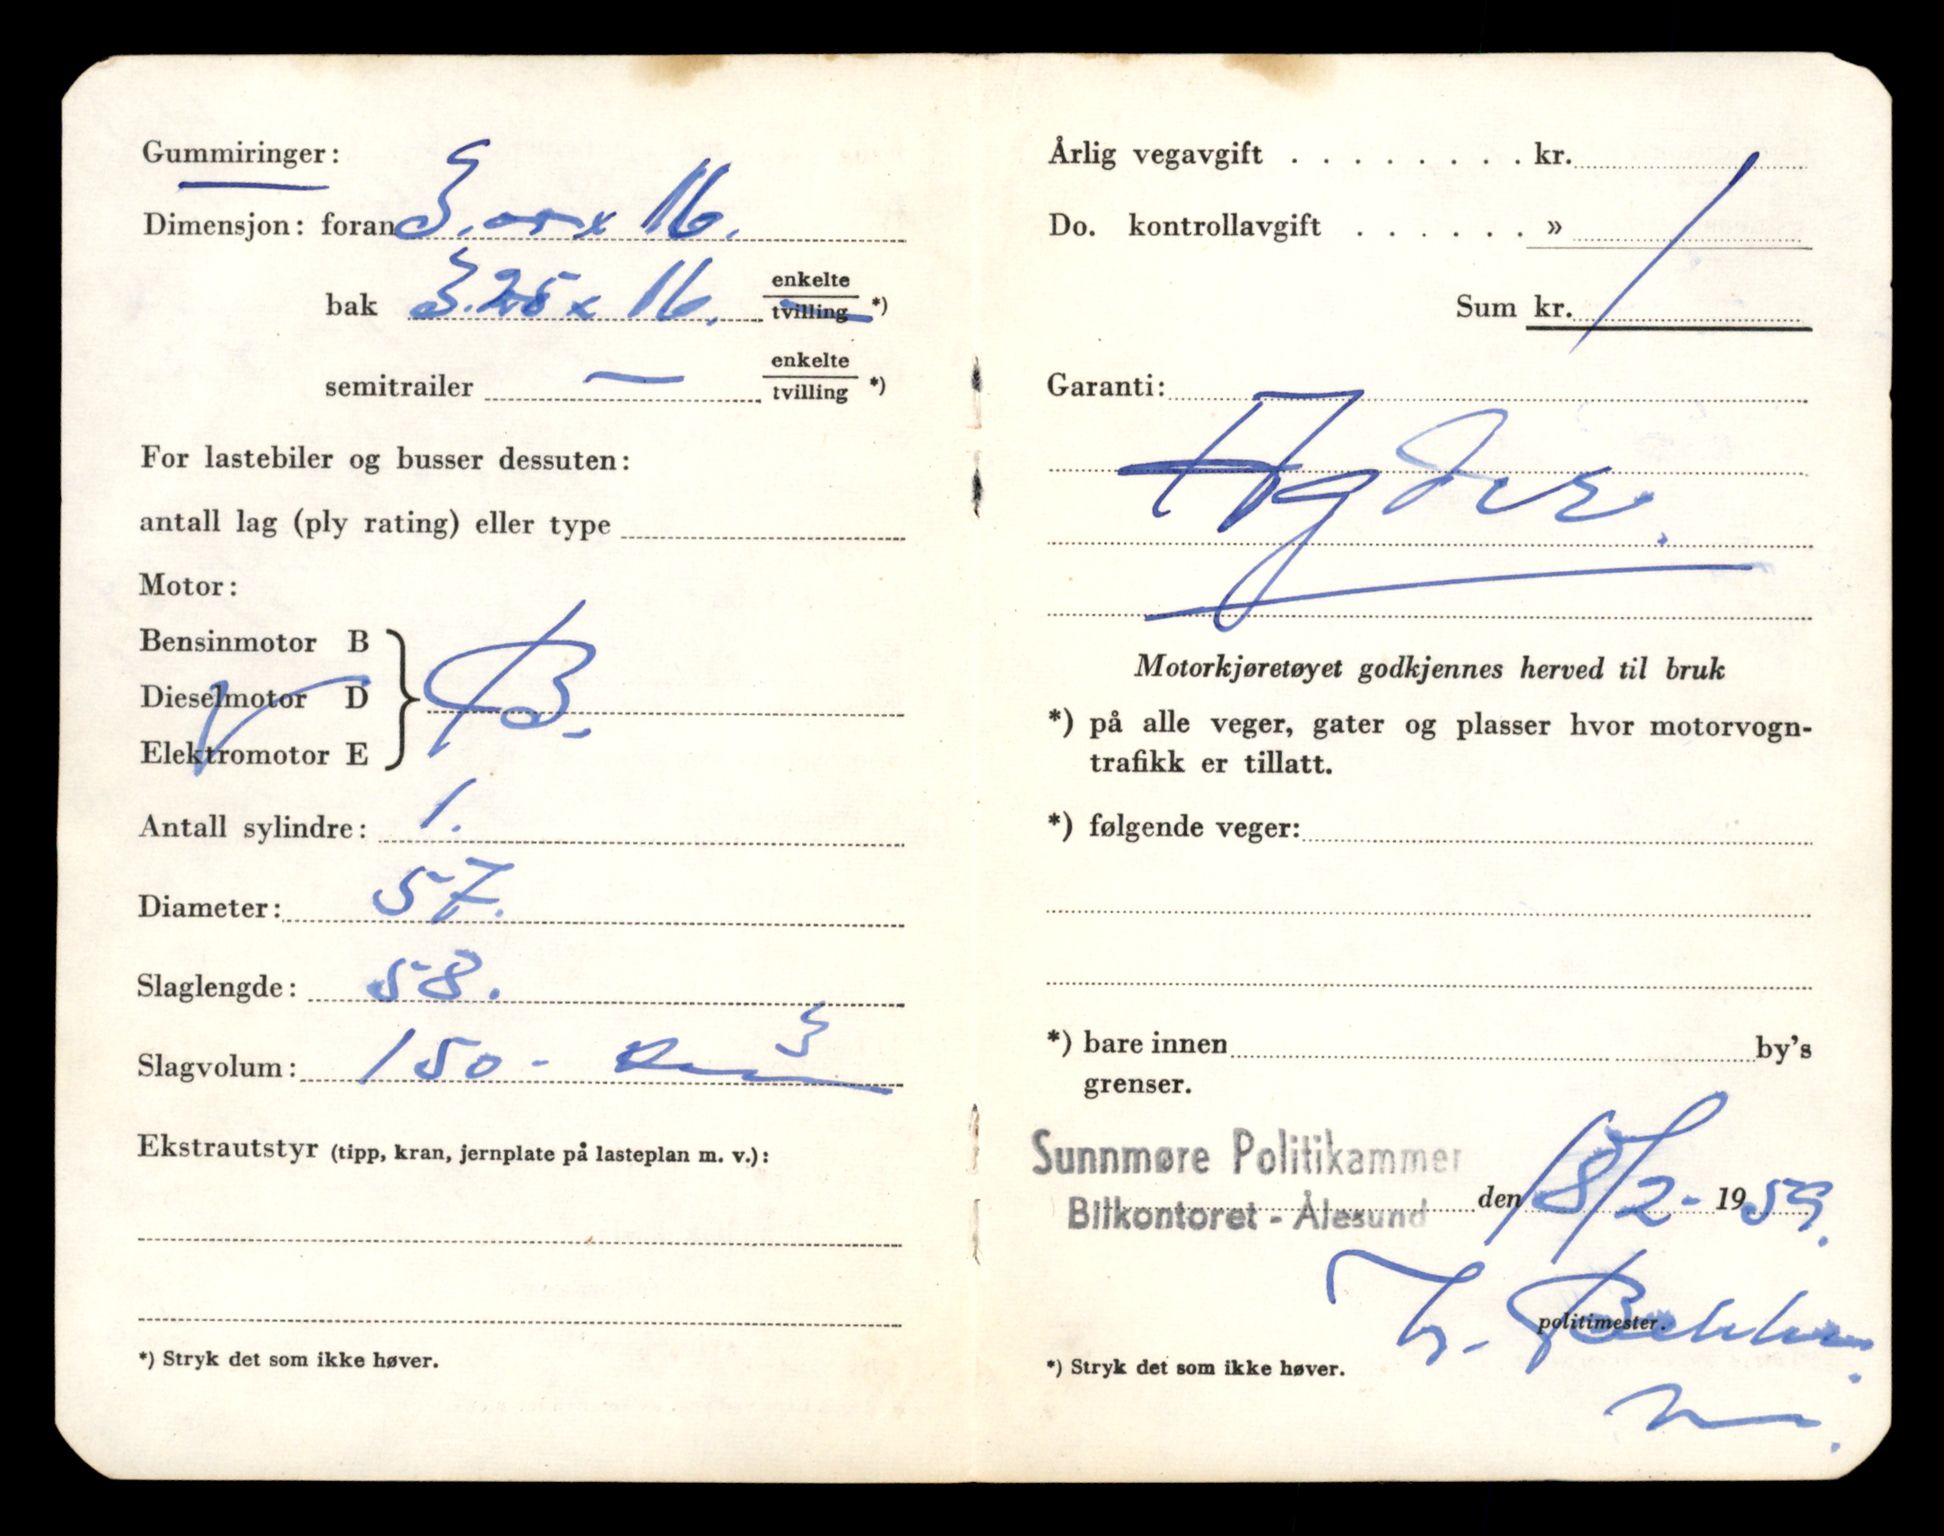 Gummiringer:
Dimensjon: foran 3.00 x 16.
bak 3.25 x 16. enkelte
tvilling *)
semitrailer — enkelte
tvilling *)
For lastebiler og busser dessuten:
antall lag (ply rating) eller type
Motor:
Bensinmotor B
Dieselmotor D
Elektromotor E
B.
Antall sylindre: 1.
Diameter: 57.
Slaglengde: 58.
Slagvolum: 150 - cm3
Ekstrautstyr (tipp, kran, jernplate på lasteplan m. v.):
*) Stryk det som ikke høver.
Årlig vegavgift . . . . . . . . kr.
Do. kontrollavgift . . . . . . »
Sum kr.
Garanti:
Agder.
Motorkjøretøyet godkjennes herved til bruk
*) på alle veger, gater og plasser hvor motorvogn-
trafikk er tillatt.
*) følgende veger:
*) bare innen by's
grenser.
Sunnmøre Politikammer
Bilkontoret - Ålesund den 18/2 - 1959.
politimester.
*) Stryk det som ikke høver.